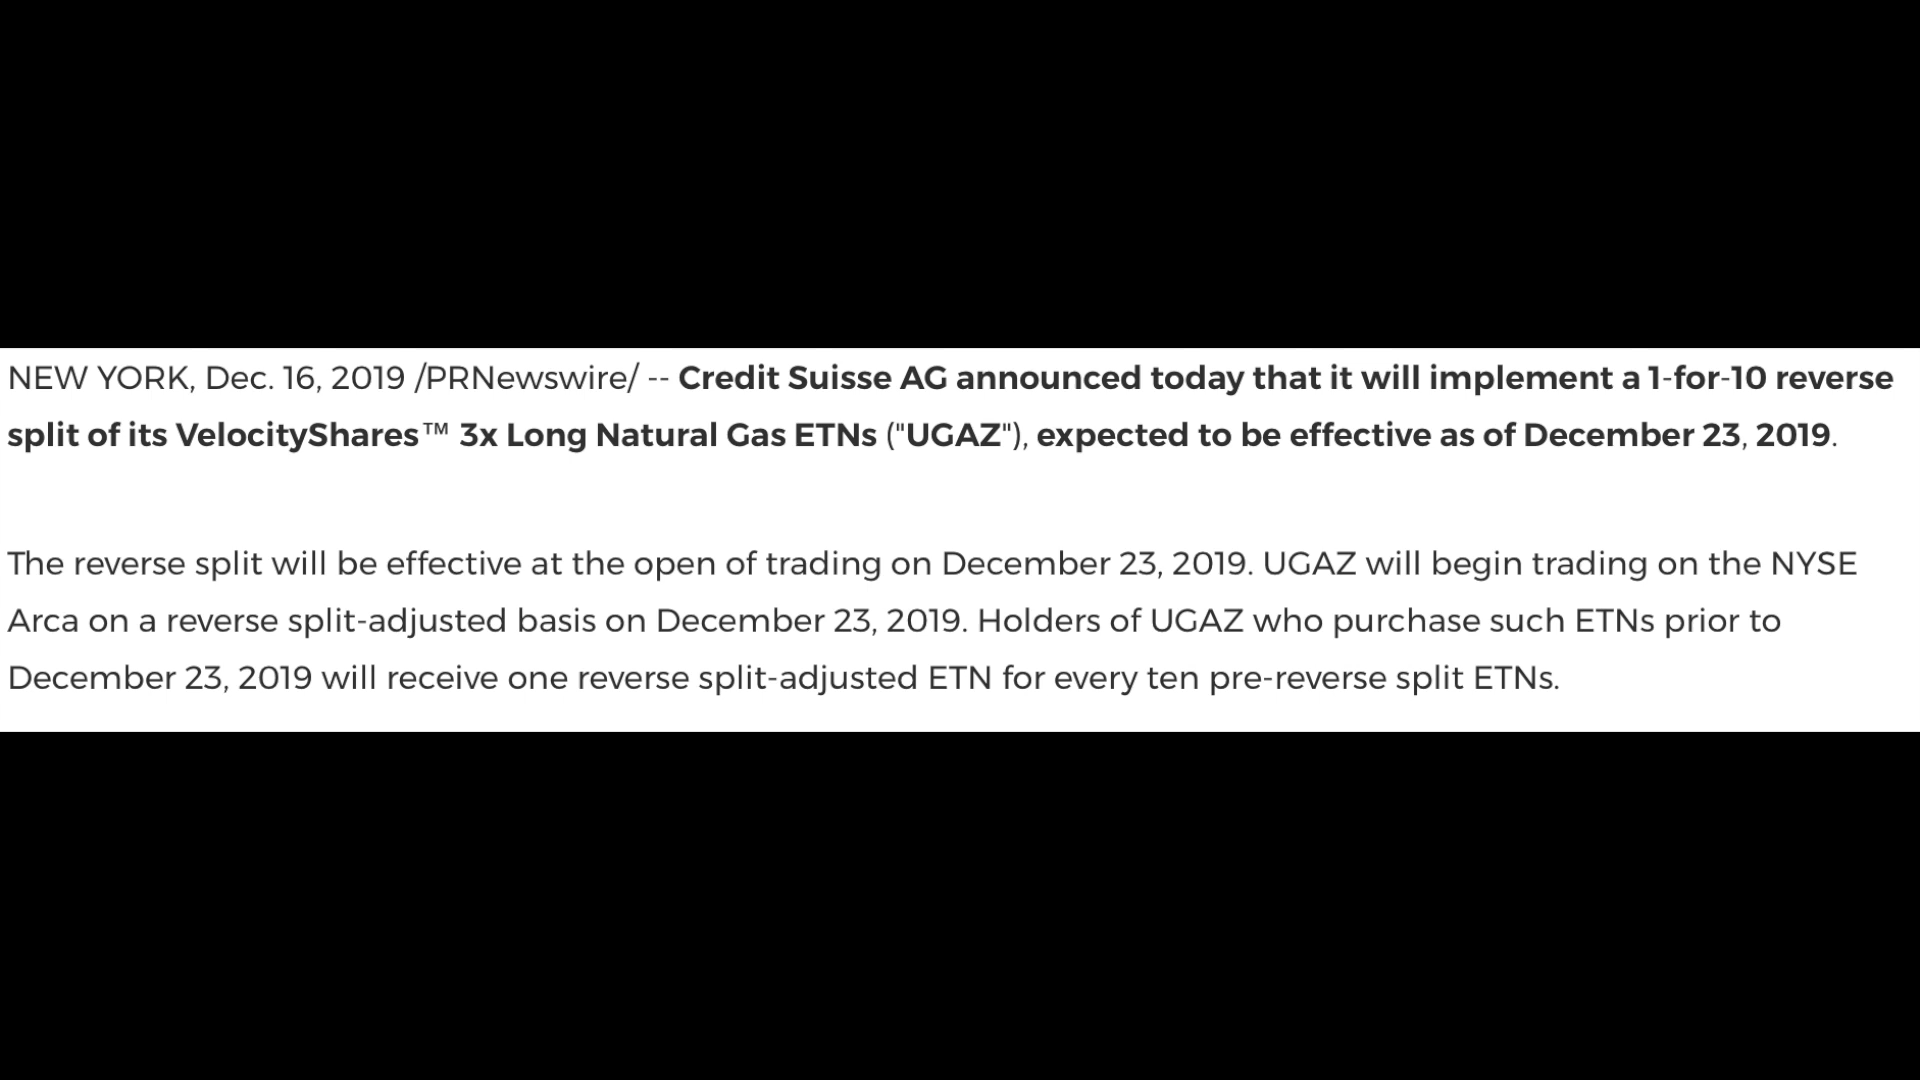 NEW YORK, Dec. 16, 2019 /PRNewswire/ -- Credit Suisse AG announced today that it will implement a 1-for-10 reverse
split of its VelocityShares™ 3x Long Natural Gas ETNs ("UGAZ"), expected to be effective as of December 23, 2019.
The reverse split will be effective at the open of trading on December 23, 2019. UGAZ will begin trading on the NYSE
Arca on a reverse split-adjusted basis on December 23, 2019. Holders of UGAZ who purchase such ETNs prior to
December 23, 2019 will receive one reverse split-adjusted ETN for every ten pre-reverse split ETNs.